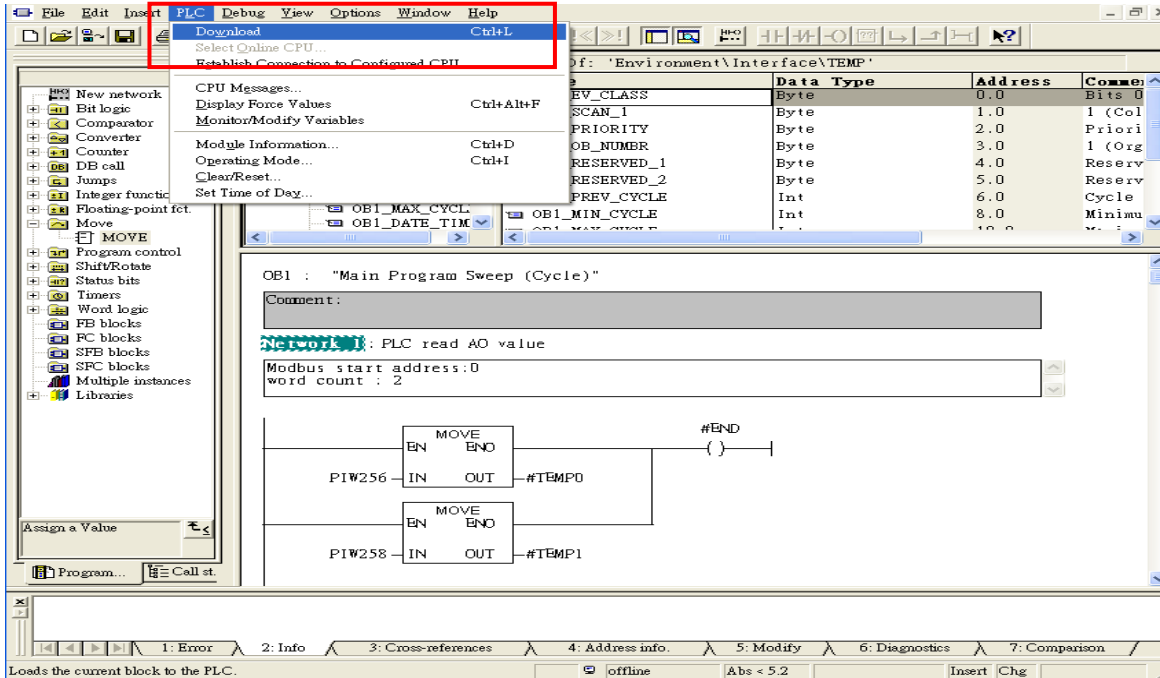 File Edit Insert PLC Debug View Options Window Help
Download Ctrl+L
Select Online CPU...
Establish Connection to Configured CPU
CPU Messages...
Display Force Values Ctrl+Alt+F
Monitor/Modify Variables
Module Information... Ctrl+D
Operating Mode... Ctrl+I
Clear/Reset...
Set Time of Day...
Of: 'Environment\Interface\TEMP'
Data Type Address
EV_CLASS Byte 0.0 Bits 0
SCAN_1 Byte 1.0 1 (Col
PRIORITY Byte 2.0 Priori
OB_NUMBR Byte 3.0 1 (Org
RESERVED_1 Byte 4.0 Reserv
RESERVED_2 Byte 5.0 Reserv
PREV_CYCLE Int 6.0 Cycle
OB1_MIN_CYCLE Int 8.0 Minimu
OB1_MAX_CYCL
OB1_DATE_TIM
New network
Bit logic
Comparator
Converter
Counter
DB call
Jumps
Integer functio
Floating-point fct.
Move
MOVE
Program control
Shift/Rotate
Status bits
Timers
Word logic
FB blocks
FC blocks
SFB blocks
SFC blocks
Multiple instances
Libraries
Assign a Value
Program... Call st.
OB1 : "Main Program Sweep (Cycle)"
Comment:
Network 1: PLC read AO value
Modbus start address:0
word count : 2
MOVE
EN ENO
PIW256 IN OUT #TEMP0
#END
MOVE
EN ENO
PIW258 IN OUT #TEMP1
1: Error 2: Info 3: Cross-references 4: Address info. 5: Modify 6: Diagnostics 7: Comparison
Loads the current block to the PLC. offline Abs < 5.2 Insert Chg